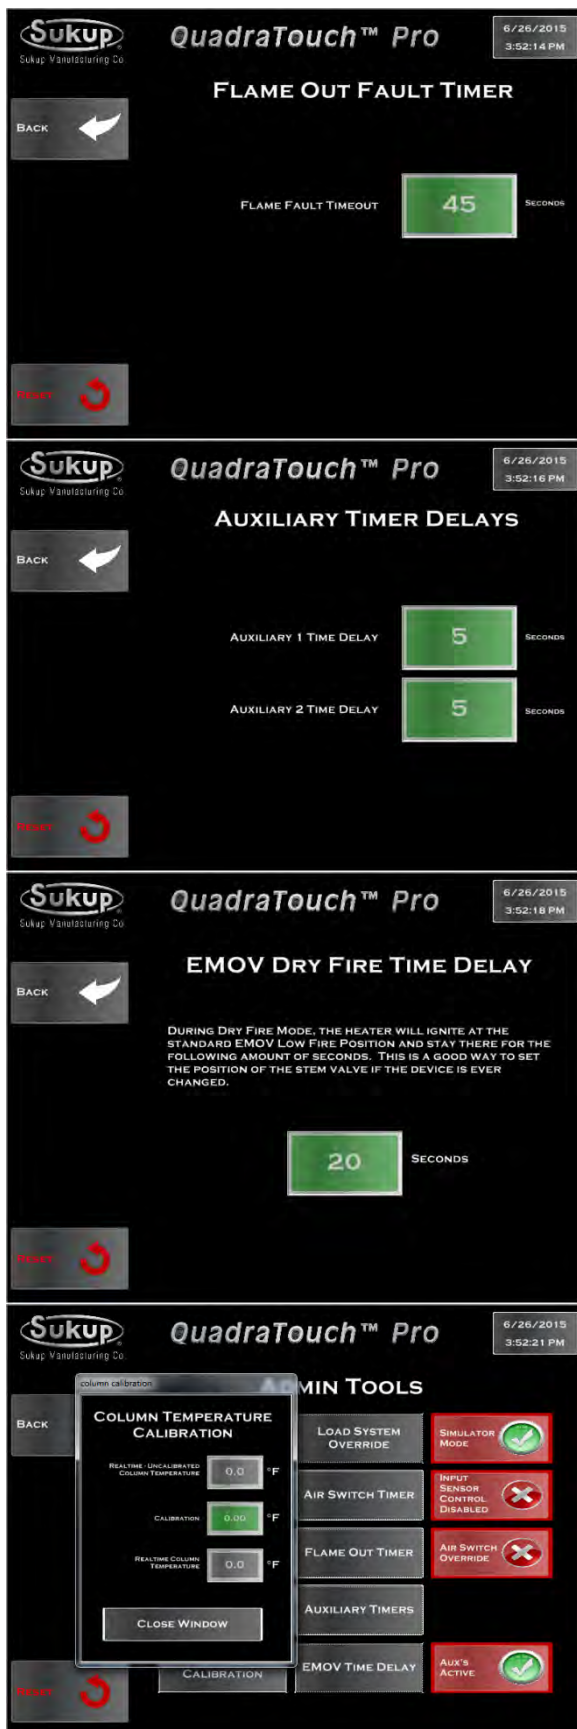 Sukup
Sukup Manufacturing Co.
QuadraTouch™ Pro
6/26/2015
3:52:14 PM
FLAME OUT FAULT TIMER
BACK
FLAME FAULT TIMEOUT
45
SECONDS
RESET
Sukup
Sukup Manufacturing Co.
QuadraTouch™ Pro
6/26/2015
3:52:16 PM
AUXILIARY TIMER DELAYS
BACK
AUXILIARY 1 TIME DELAY
5
SECONDS
AUXILIARY 2 TIME DELAY
5
SECONDS
RESET
Sukup
Sukup Manufacturing Co.
QuadraTouch™ Pro
6/26/2015
3:52:18 PM
EMOV DRY FIRE TIME DELAY
BACK
DURING DRY FIRE MODE, THE HEATER WILL IGNITE AT THE
STANDARD EMOV LOW FIRE POSITION AND STAY THERE FOR THE
FOLLOWING AMOUNT OF SECONDS. THIS IS A GOOD WAY TO SET
THE POSITION OF THE STEM VALVE IF THE DEVICE IS EVER
CHANGED.
20
SECONDS
RESET
Sukup
Sukup Manufacturing Co.
QuadraTouch™ Pro
6/26/2015
3:52:21 PM
MIN TOOLS
BACK
column calibration
COLUMN TEMPERATURE
CALIBRATION
REALTIME - UNCALIBRATED
COLUMN TEMPERATURE
0.0
°F
CALIBRATION
0.00
°F
REALTIME COLUMN
TEMPERATURE
0.0
°F
CLOSE WINDOW
LOAD SYSTEM
OVERRIDE
SIMULATOR
MODE
AIR SWITCH TIMER
INPUT
SENSOR
CONTROL
DISABLED
FLAME OUT TIMER
AIR SWITCH
OVERRIDE
AUXILIARY TIMERS
CALIBRATION
EMOV TIME DELAY
AUX'S
ACTIVE
RESET